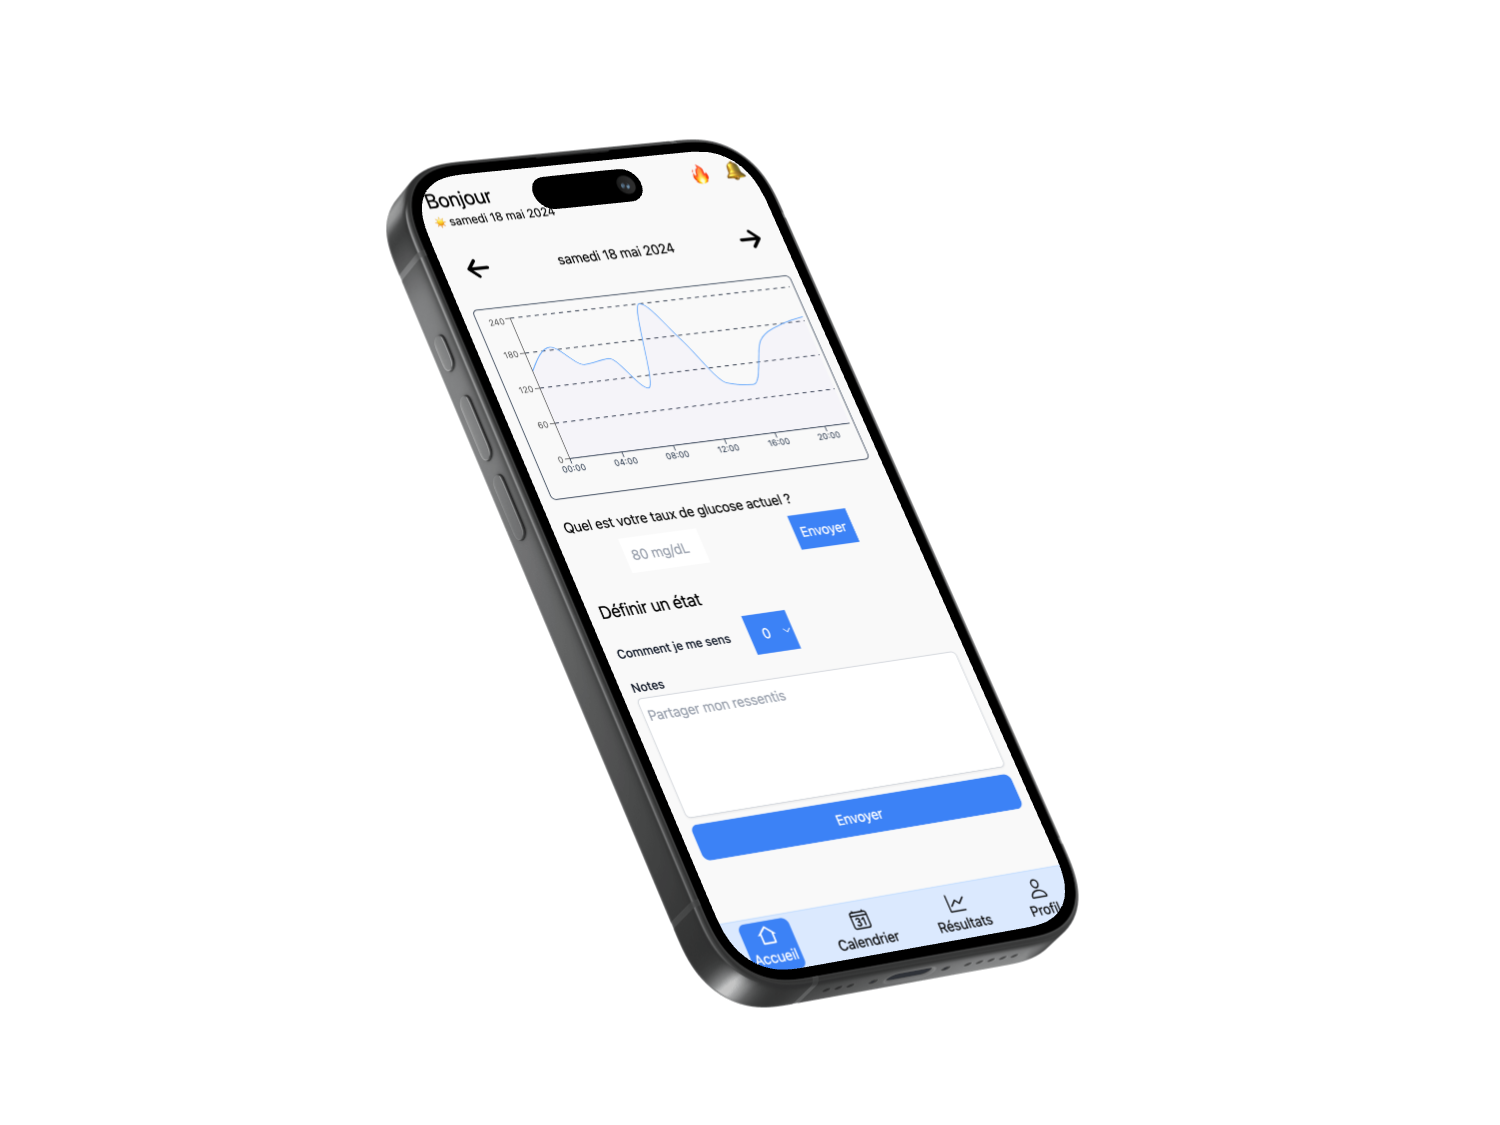 Bonjour
☀️ samedi 18 mai 2024
samedi 18 mai 2024
240
180
120
60
0
00:00 04:00 08:00 12:00 16:00 20:00
Quel est votre taux de glucose actuel ?
80 mg/dL Envoyer
Définir un état
Comment je me sens 0
Notes
Partager mon ressentis
Envoyer
31
Accueil Calendrier Résultats Profil